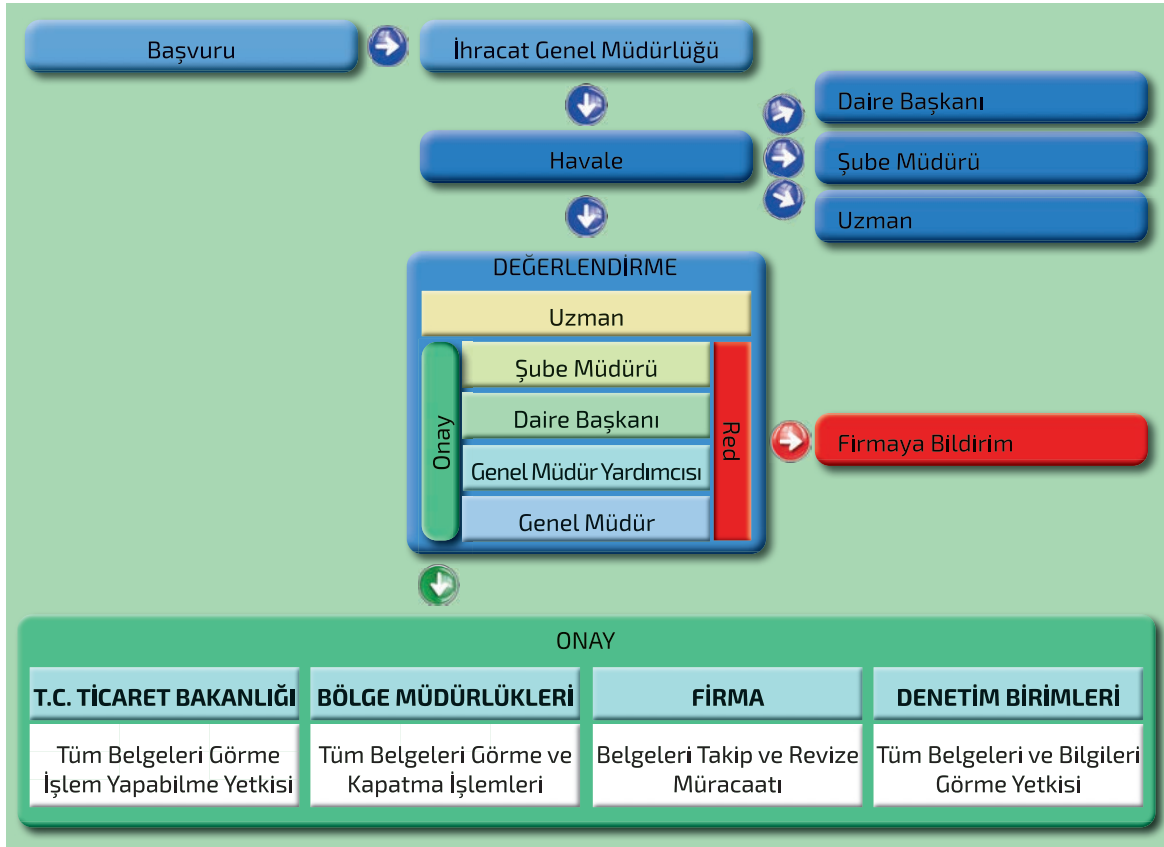 Başvuru
İhracat Genel Müdürlüğü
Havale
Daire Başkanı
Şube Müdürü
Uzman
DEĞERLENDİRME
Uzman
Onay
Şube Müdürü
Daire Başkanı
Genel Müdür Yardımcısı
Genel Müdür
Red
Firmaya Bildirim
ONAY
T.C. TİCARET BAKANLIĞI
Tüm Belgeleri Görme
İşlem Yapabilme Yetkisi
BÖLGE MÜDÜRLÜKLERİ
Tüm Belgeleri Görme ve
Kapatma İşlemleri
FİRMA
Belgeleri Takip ve Revize
Müracaatı
DENETİM BİRİMLERİ
Tüm Belgeleri ve Bilgileri
Görme Yetkisi